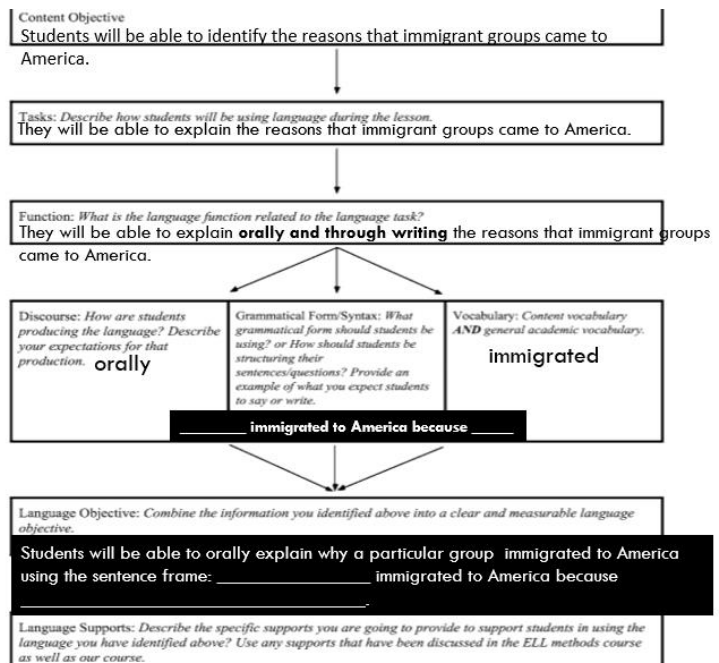 Content Objective
Students will be able to identify the reasons that immigrant groups came to
America.
Tasks: Describe how students will be using language during the lesson.
They will be able to explain the reasons that immigrant groups came to America.
Function: What is the language function related to the language task?
They will be able to explain orally and through writing the reasons that immigrant groups
came to America.
Discourse: How are students
producing the language? Describe
your expectations for that
production. orally
Grammatical Form/Syntax: What
grammatical form should students be
using? or How should students be
structuring their
sentences/questions? Provide an
example of what you expect students
to say or write.
Vocabulary: Content vocabulary
AND general academic vocabulary.
immigrated
________ immigrated to America because _____
Language Objective: Combine the information you identified above into a clear and measurable language
objective.
Students will be able to orally explain why a particular group immigrated to America
using the sentence frame: _________________ immigrated to America because
______________________________________.
Language Supports: Describe the specific supports you are going to provide to support students in using the
language you have identified above? Use any supports that have been discussed in the ELL methods course
as well as our course.